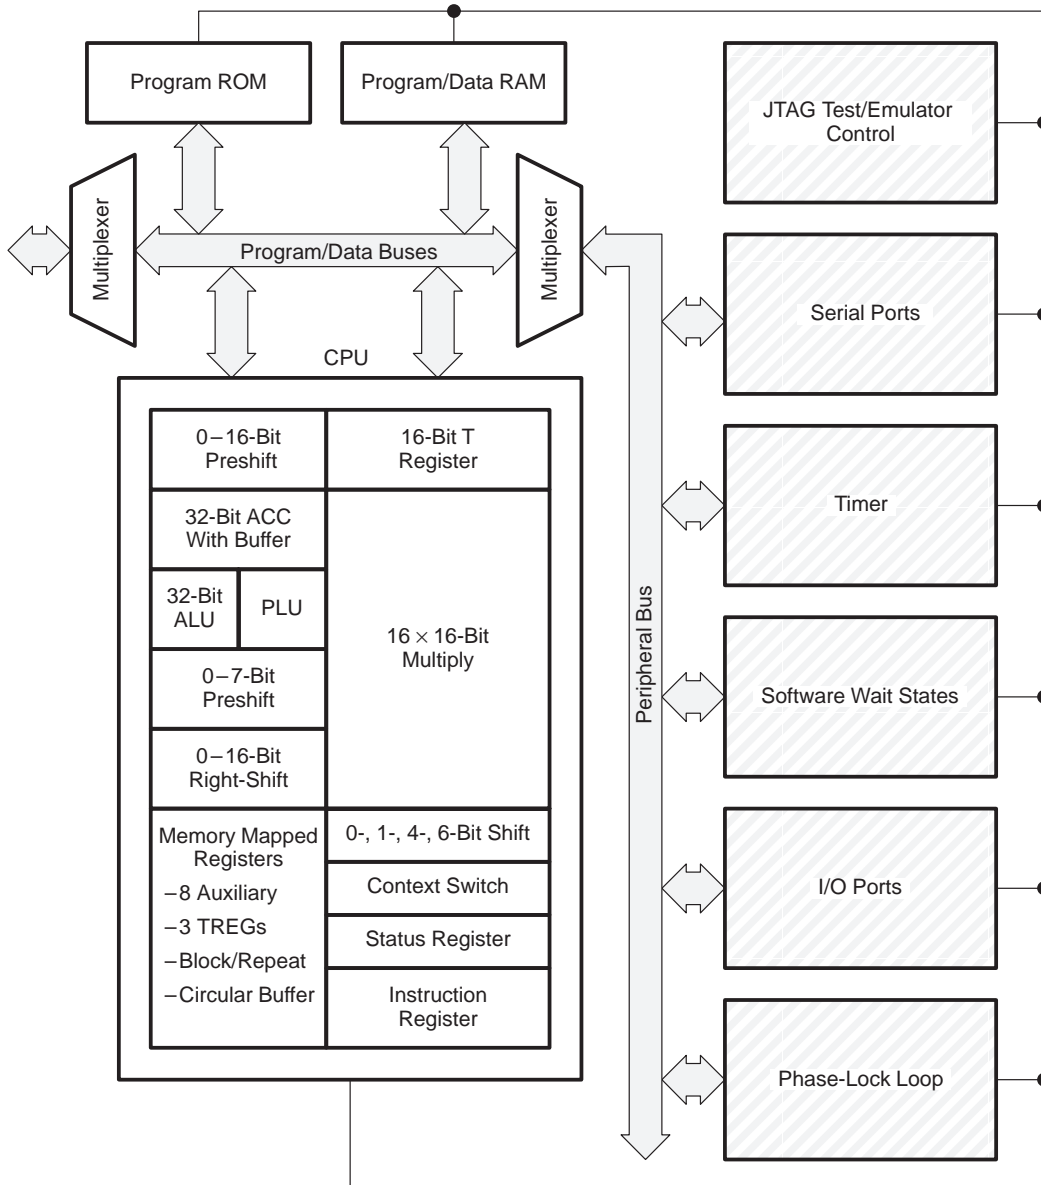 Program ROM
Program/Data RAM
JTAG Test/Emulator
Control
Multiplexer
Program/Data Buses
Multiplexer
Serial Ports
CPU
0–16-Bit
Preshift
16-Bit T
Register
32-Bit ACC
With Buffer
Timer
32-Bit
ALU
PLU
16 × 16-Bit
Multiply
Peripheral Bus
0–7-Bit
Preshift
Software Wait States
0–16-Bit
Right-Shift
Memory Mapped
Registers
–8 Auxiliary
–3 TREGs
–Block/Repeat
–Circular Buffer
0-, 1-, 4-, 6-Bit Shift
Context Switch
Status Register
Instruction
Register
I/O Ports
Phase-Lock Loop